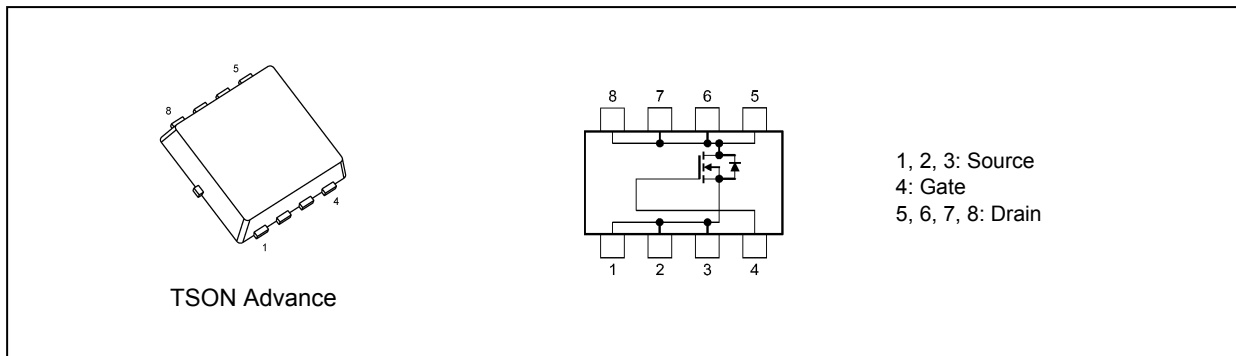 5
8
4
1
TSON Advance
8 7 6 5
1 2 3 4
1, 2, 3: Source
4: Gate
5, 6, 7, 8: Drain